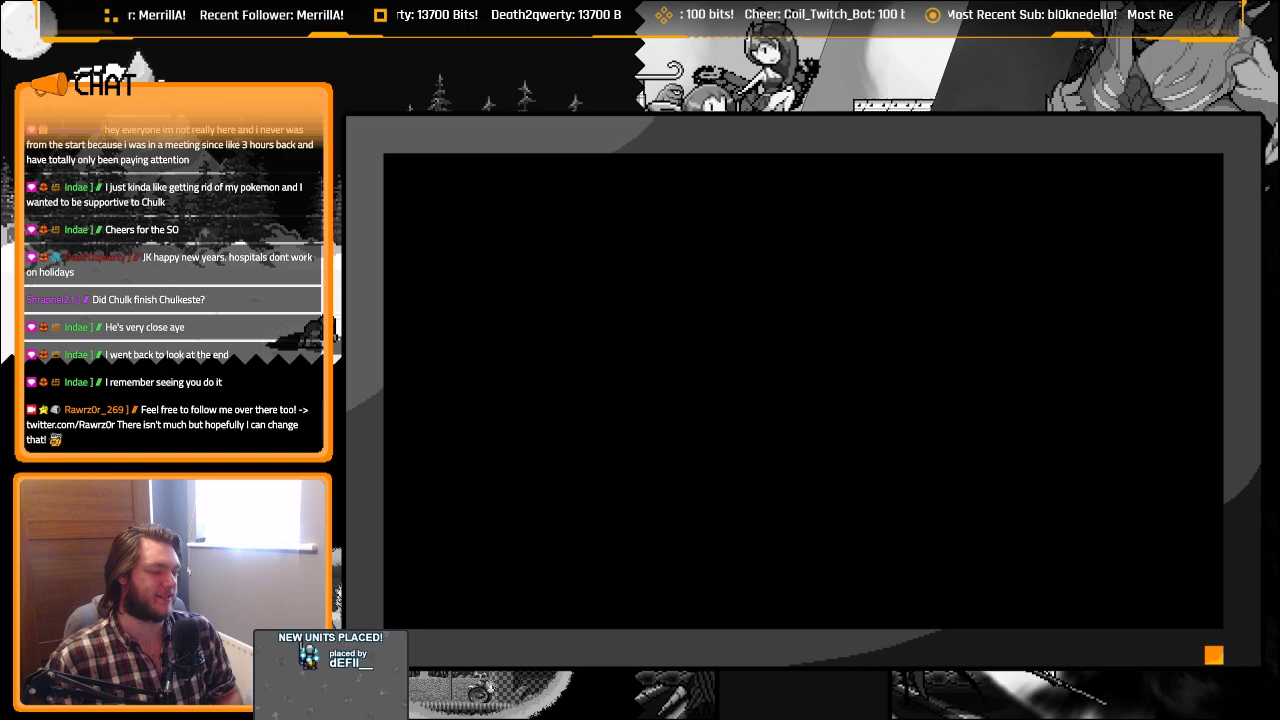 r: MerrillA! Recent Follower: MerrillA!
rty: 13700 Bits! Death2qwerty: 13700 B
: 100 bits! Cheer: Coil_Twitch_Bot: 100 b
Most Recent Sub: bl0knedella! Most Re
CHAT
hey everyone im not really here and i never was
from the start because i was in a meeting since like 3 hours back and
have totally only been paying attention
Indae ] // I just kinda like getting rid of my pokemon and I
wanted to be supportive to Chulk
Indae ] // Cheers for the SO
Death2qwerty ] // JK happy new years. hospitals dont work
on holidays
Shrapnel21 ] // Did Chulk finish Chulkeste?
Indae ] // He's very close aye
Indae ] // I went back to look at the end
Indae ] // I remember seeing you do it
Rawrz0r_269 ] // Feel free to follow me over there too! ->
twitter.com/Rawrz0r There isn't much but hopefully I can change
that!
NEW UNITS PLACED!
placed by
dEFII__